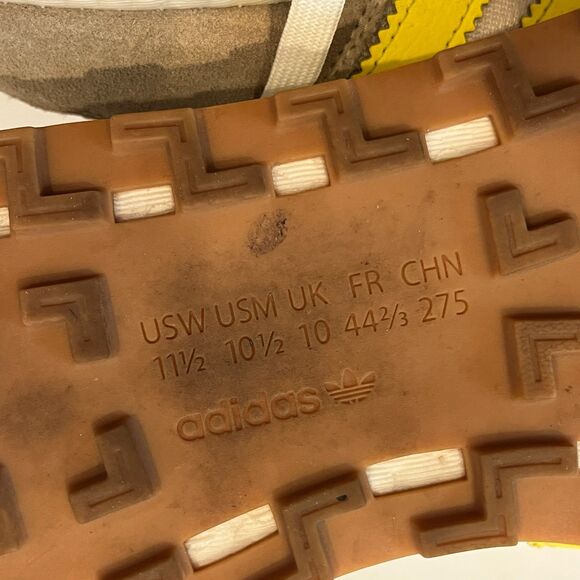 USW USM UK FR CHN
11½ 10½ 10 44⅔ 275
adidas